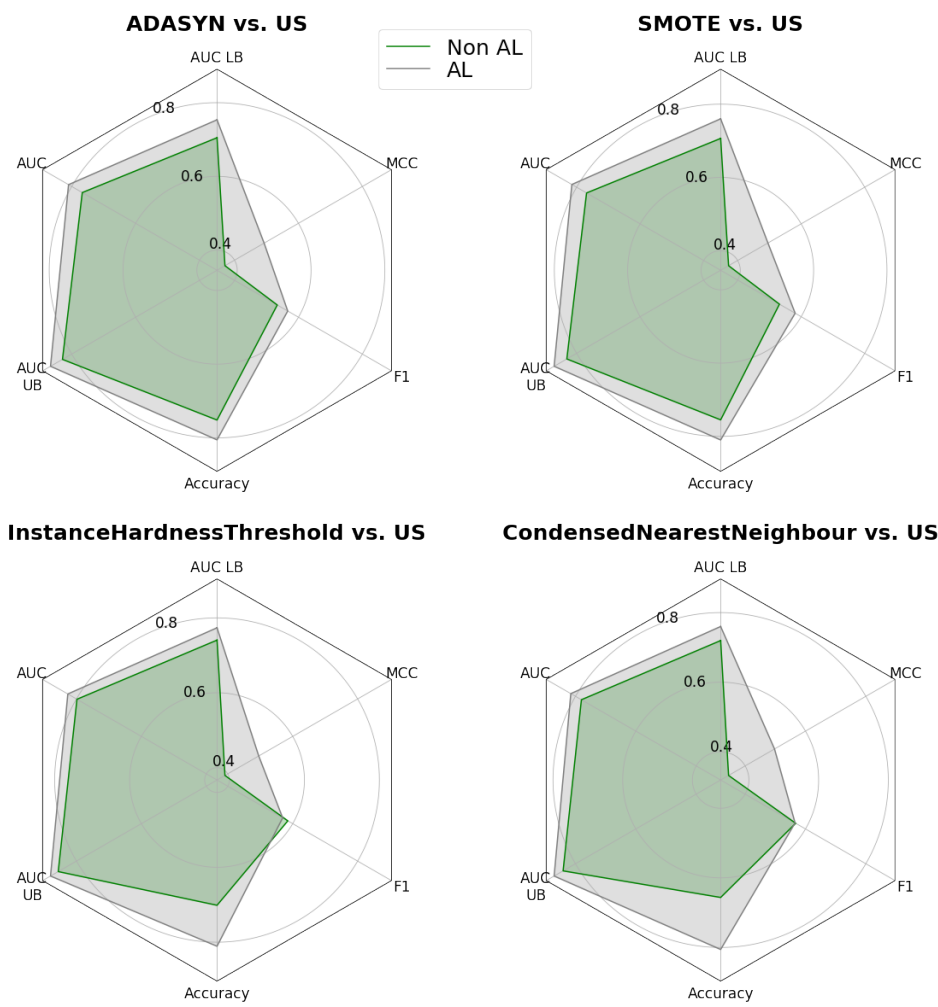 ADASYN vs. US
SMOTE vs. US
Non AL
AL
AUC LB
0.8
AUC
MCC
0.6
0.4
AUC
UB
F1
Accuracy
AUC LB
0.8
AUC
MCC
0.6
0.4
AUC
UB
F1
Accuracy
InstanceHardnessThreshold vs. US
CondensedNearestNeighbour vs. US
AUC LB
0.8
AUC
MCC
0.6
0.4
AUC
UB
F1
Accuracy
AUC LB
0.8
AUC
MCC
0.6
0.4
AUC
UB
F1
Accuracy